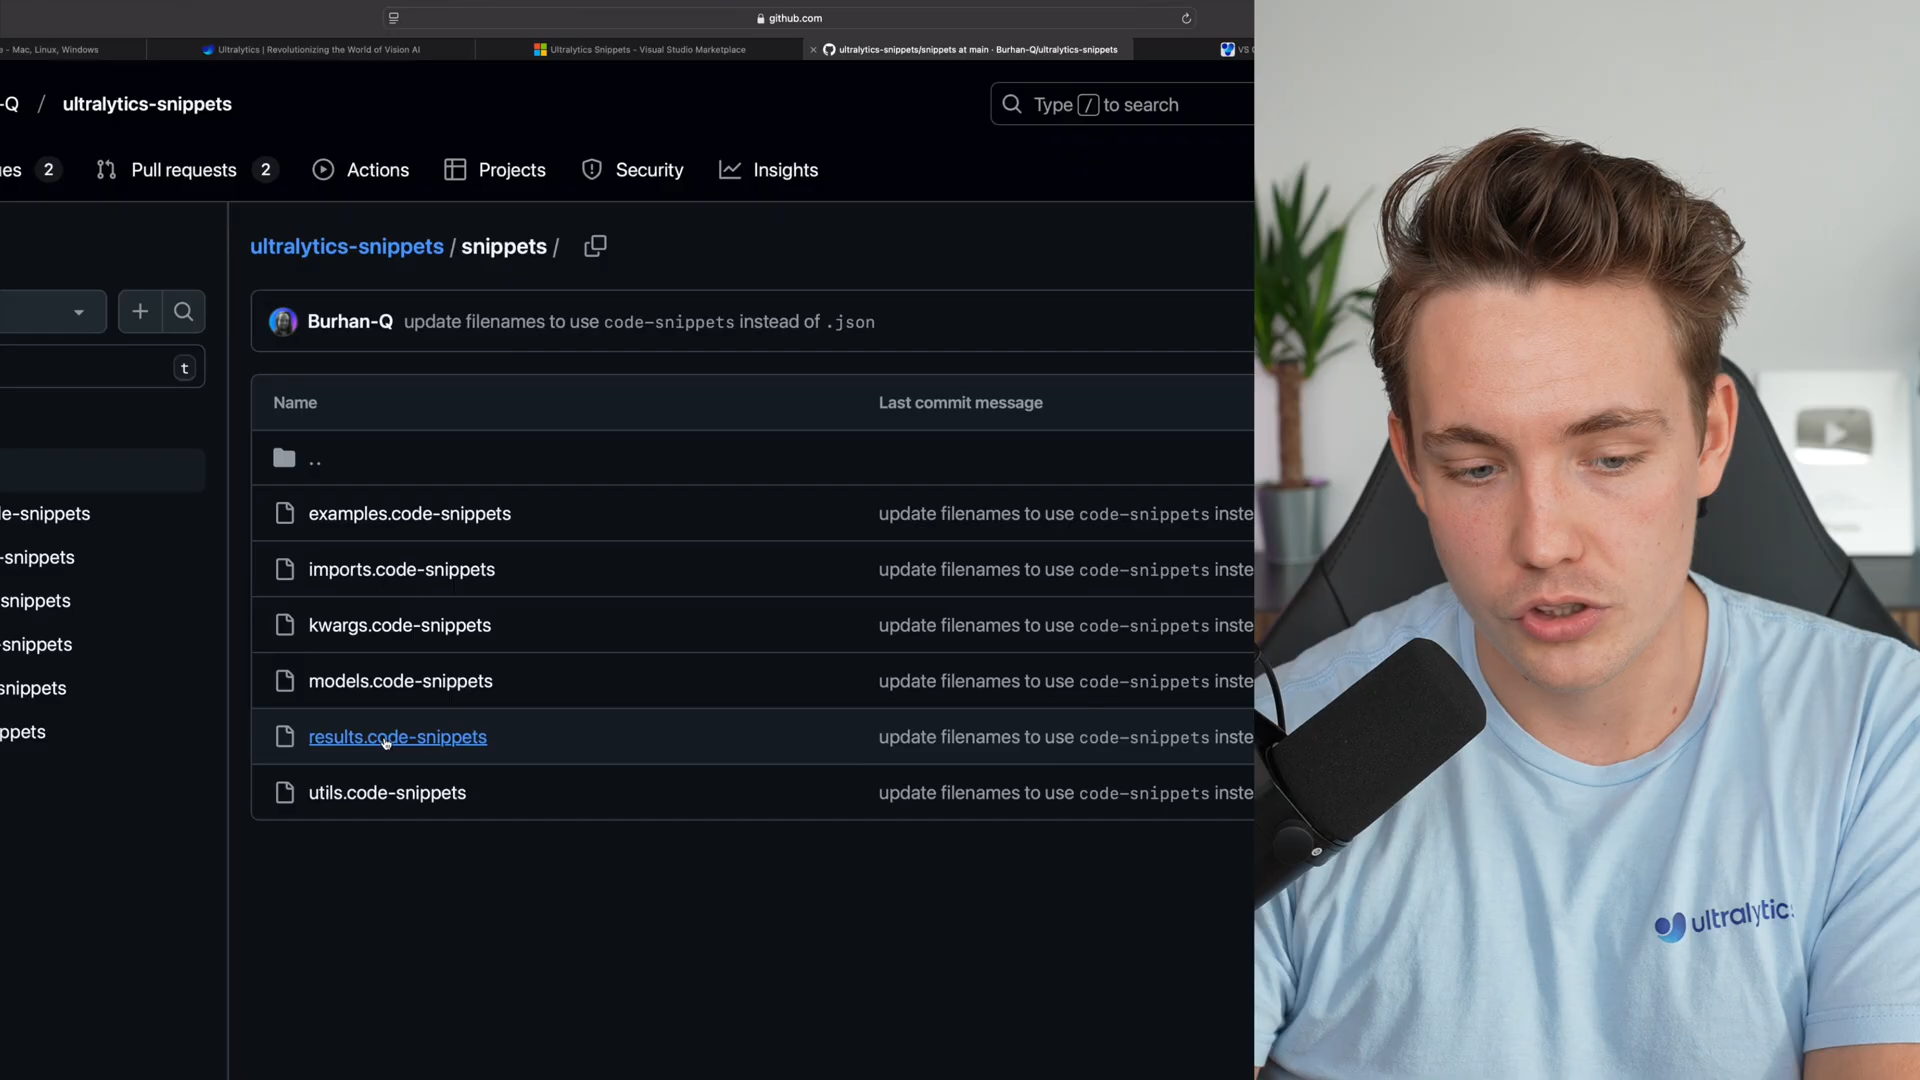 github.com
e - Mac, Linux, Windows
Ultralytics | Revolutionizing the World of Vision AI
Ultralytics Snippets - Visual Studio Marketplace
ultralytics-snippets/snippets at main · Burhan-Q/ultralytics-snippets
VS C
-Q / ultralytics-snippets
Type / to search
ues 2
Pull requests 2
Actions
Projects
Security
Insights
ultralytics-snippets / snippets /
t
Burhan-Q update filenames to use code-snippets instead of .json
Name
Last commit message
..
le-snippets
examples.code-snippets
update filenames to use code-snippets inste
-snippets
imports.code-snippets
update filenames to use code-snippets inste
snippets
kwargs.code-snippets
update filenames to use code-snippets inste
-snippets
models.code-snippets
update filenames to use code-snippets inste
snippets
results.code-snippets
update filenames to use code-snippets inste
ppets
utils.code-snippets
update filenames to use code-snippets inste
ultralytics